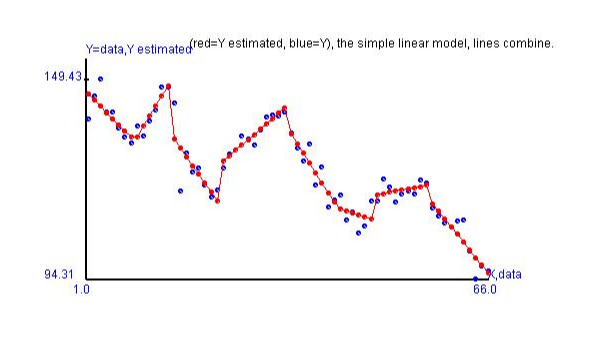 (red=Y estimated, blue=Y), the simple linear model, lines combine.
Y=data,Y estimated
149.43
94.31
X,data
1.0
66.0